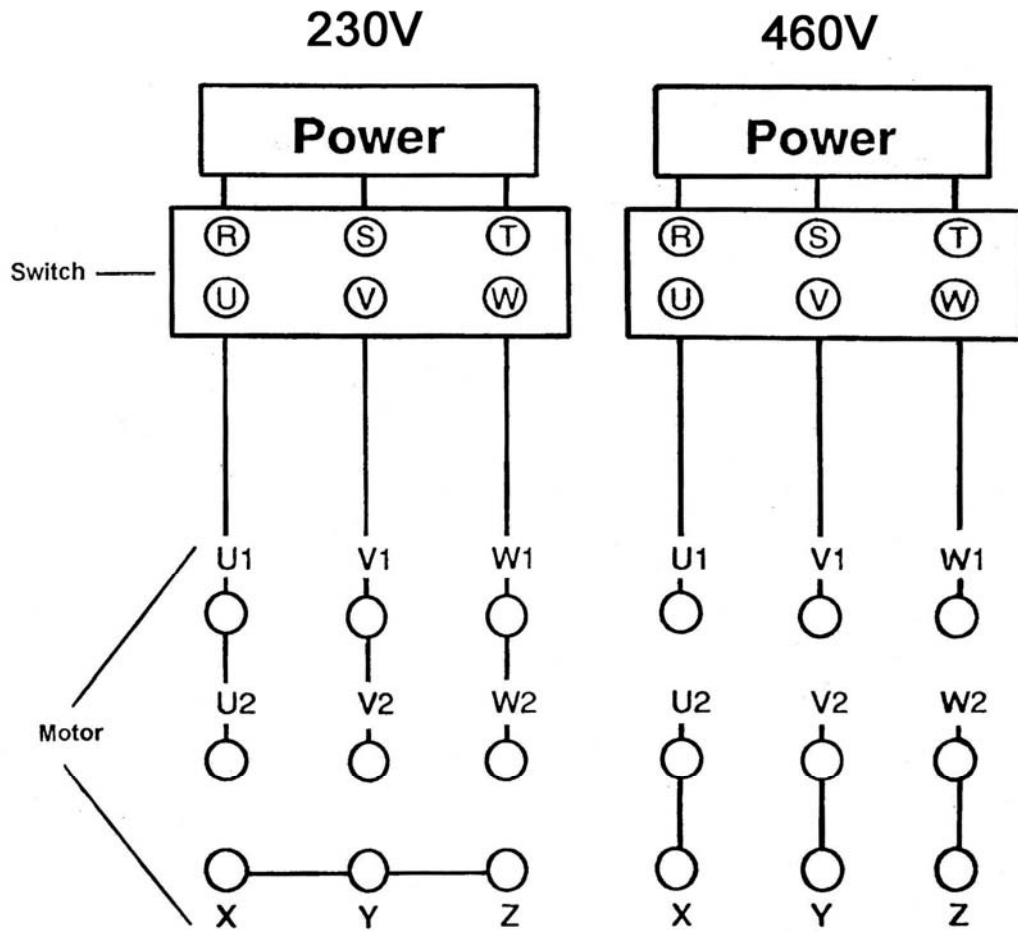 230V 460V
Power Power
R S T R S T
Switch
U V W U V W
U1 V1 W1 U1 V1 W1
U2 V2 W2 U2 V2 W2
Motor
X Y Z X Y Z